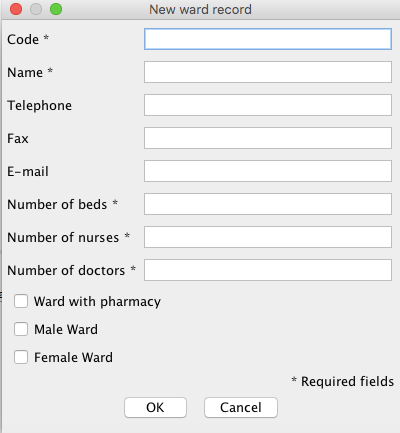 New ward record
Code *
Name *
Telephone
Fax
E-mail
Number of beds *
Number of nurses *
Number of doctors *
Ward with pharmacy
Male Ward
Female Ward
* Required fields
OK Cancel